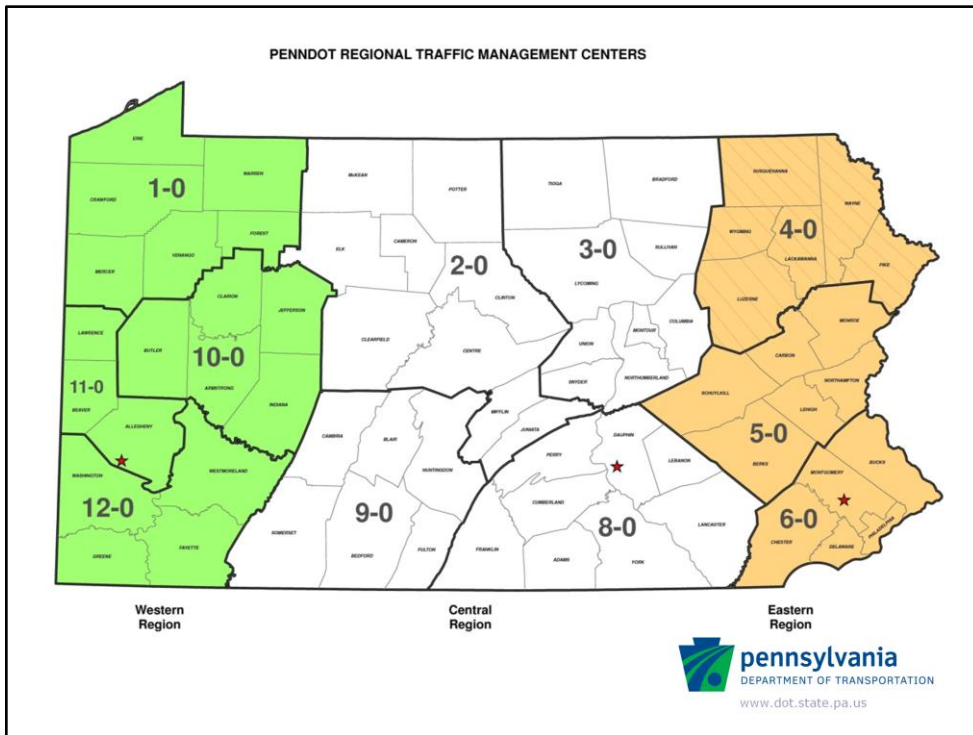 PENNDOT REGIONAL TRAFFIC MANAGEMENT CENTERS
ERIE
WARREN
1-0
CRAWFORD
FOREST
VENANGO
MERCER
McKEAN
POTTER
ELK
CAMERON
2-0
CLINTON
CLEARFIELD
CENTRE
MIFFLIN
JUNIATA
TIOGA
BRADFORD
3-0
SULLIVAN
LYCOMING
COLUMBIA
MONTOUR
UNION
SNYDER
NORTHUMBERLAND
SUSQUEHANNA
WAYNE
WYOMING
4-0
LACKAWANNA
PIKE
LUZERNE
CLARION
JEFFERSON
BUTLER
10-0
ARMSTRONG
INDIANA
LAWRENCE
11-0
BEAVER
ALLEGHENY
WASHINGTON
WESTMORELAND
12-0
GREENE
FAYETTE
CAMBRIA
BLAIR
HUNTINGDON
9-0
SOMERSET
BEDFORD
FULTON
DAUPHIN
PERRY
LEBANON
CUMBERLAND
8-0
LANCASTER
FRANKLIN
ADAMS
YORK
MONROE
CARBON
NORTHAMPTON
SCHUYLKILL
LEHIGH
5-0
BERKS
BUCKS
MONTGOMERY
6-0
PHILADELPHIA
CHESTER
DELAWARE
Western
Region
Central
Region
Eastern
Region
pennsylvania
DEPARTMENT OF TRANSPORTATION
www.dot.state.pa.us